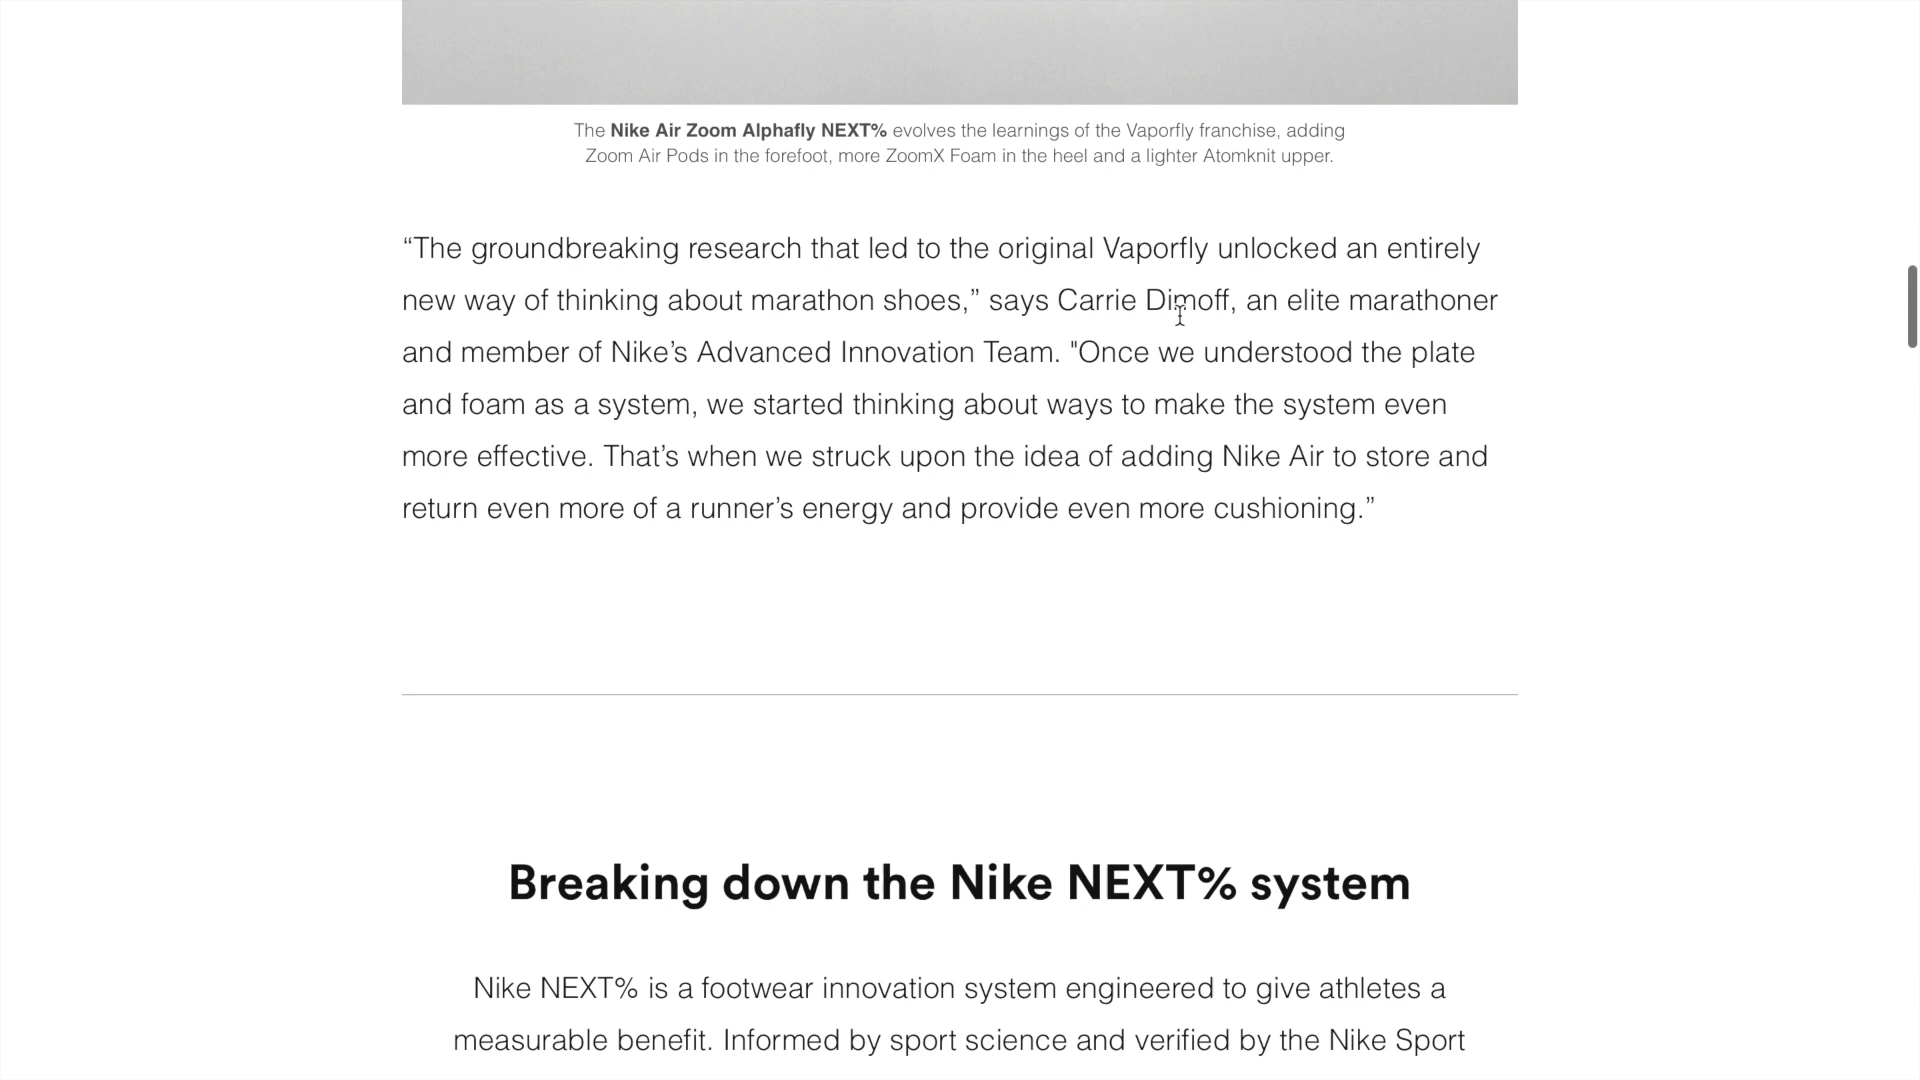 The Nike Air Zoom Alphafly NEXT% evolves the learnings of the Vaporfly franchise, adding
Zoom Air Pods in the forefoot, more ZoomX Foam in the heel and a lighter Atomknit upper.
“The groundbreaking research that led to the original Vaporfly unlocked an entirely
new way of thinking about marathon shoes,” says Carrie Dimoff, an elite marathoner
and member of Nike’s Advanced Innovation Team. "Once we understood the plate
and foam as a system, we started thinking about ways to make the system even
more effective. That’s when we struck upon the idea of adding Nike Air to store and
return even more of a runner’s energy and provide even more cushioning.”
Breaking down the Nike NEXT% system
Nike NEXT% is a footwear innovation system engineered to give athletes a
measurable benefit. Informed by sport science and verified by the Nike Sport